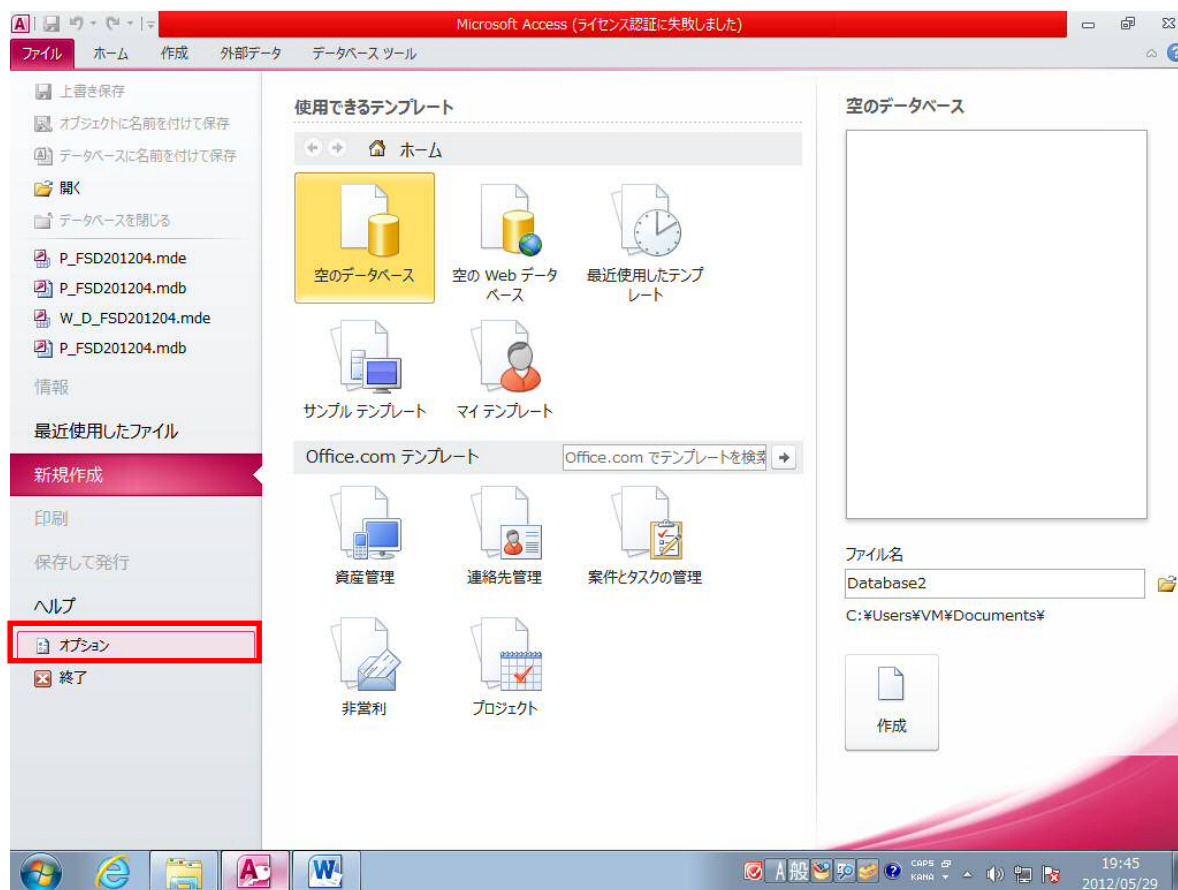 Microsoft Access (ライセンス認証に失敗しました)
ファイル ホーム 作成 外部データ データベース ツール
上書き保存
オブジェクトに名前を付けて保存
データベースに名前を付けて保存
開く
データベースを閉じる
P_FSD201204.mde
P_FSD201204.mdb
W_D_FSD201204.mde
P_FSD201204.mdb
情報
最近使用したファイル
新規作成
印刷
保存して発行
ヘルプ
オプション
終了
使用できるテンプレート
ホーム
空のデータベース
空の Web データ
ベース
最近使用したテンプ
レート
サンプル テンプレート
マイ テンプレート
Office.com テンプレート
Office.com でテンプレートを検索
資産管理
連絡先管理
案件とタスクの管理
非営利
プロジェクト
空のデータベース
ファイル名
Database2
C:¥Users¥VM¥Documents¥
作成
A 般
CAPS
KANA
19:45
2012/05/29